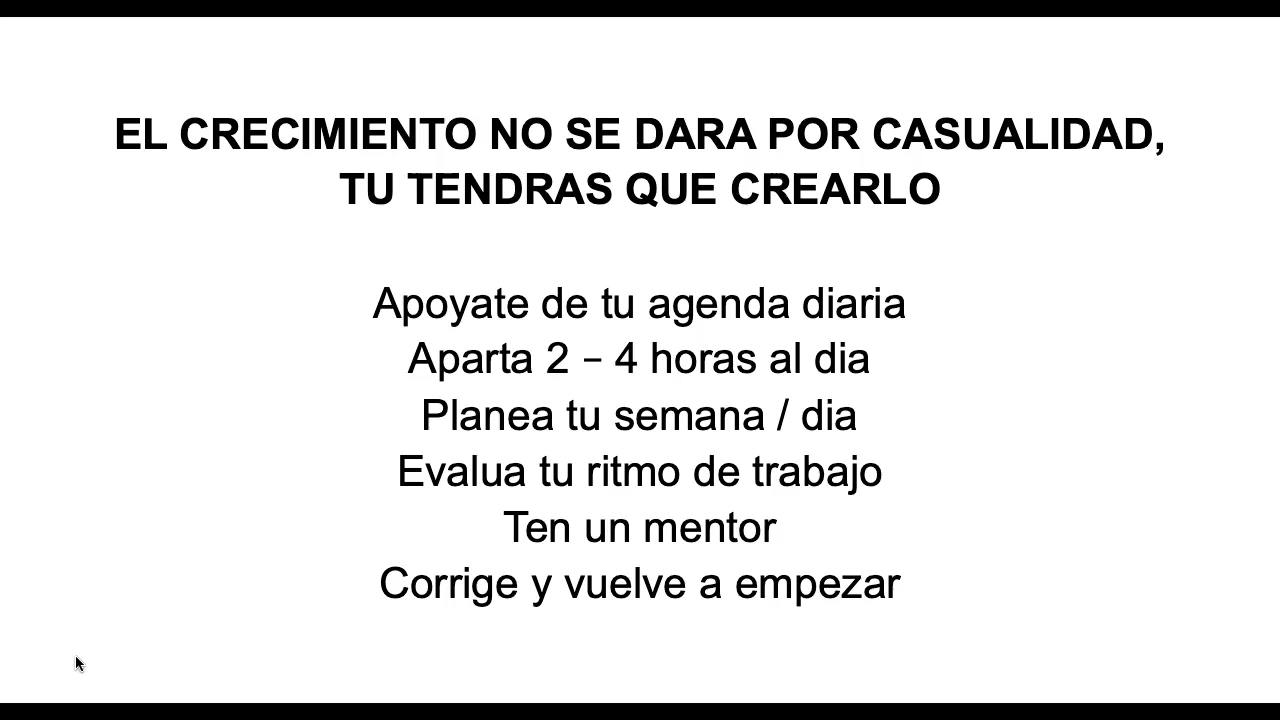 EL CRECIMIENTO NO SE DARA POR CASUALIDAD,
TU TENDRAS QUE CREARLO
Apoyate de tu agenda diaria
Aparta 2 – 4 horas al dia
Planea tu semana / dia
Evalua tu ritmo de trabajo
Ten un mentor
Corrige y vuelve a empezar